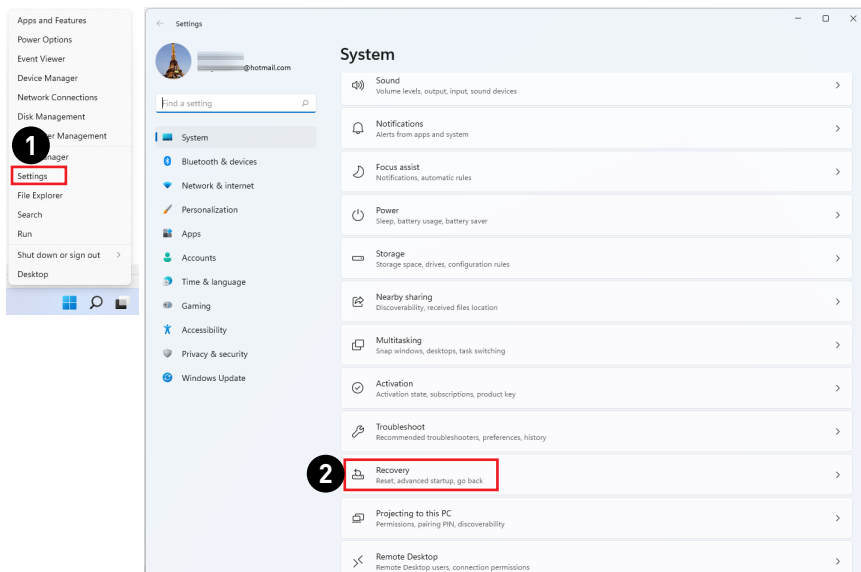 Apps and Features
Power Options
Event Viewer
Device Manager
Network Connections
Disk Management
Management
1
Settings
File Explorer
Search
Run
Shut down or sign out
Desktop
Settings
@hotmail.com
Find a setting
System
Bluetooth & devices
Network & internet
Personalization
Apps
Accounts
Time & language
Gaming
Accessibility
Privacy & security
Windows Update
System
Sound
Volume levels, output, input, sound devices
Notifications
Alerts from apps and system
Focus assist
Notifications, automatic rules
Power
Sleep, battery usage, battery saver
Storage
Storage space, drives, configuration rules
Nearby sharing
Discoverability, received files location
Multitasking
Snap windows, desktops, task switching
Activation
Activation state, subscriptions, product key
Troubleshoot
Recommended troubleshooters, preferences, history
2
Recovery
Reset, advanced startup, go back
Projecting to this PC
Permissions, pairing PIN, discoverability
Remote Desktop
Remote Desktop users, connection permissions